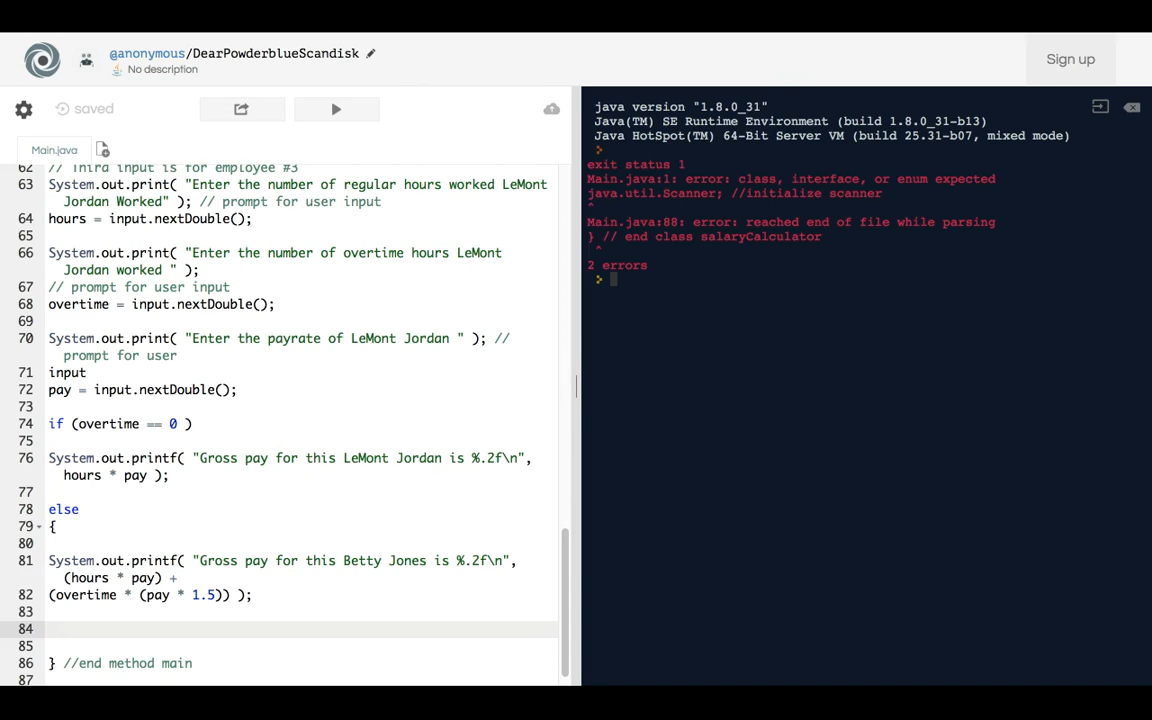 @anonymous/DearPowderblueScandisk
No description
Sign up
saved
Main.java
62 // Third input is for employee #3
63 System.out.print( "Enter the number of regular hours worked LeMont
Jordan Worked" ); // prompt for user input
64 hours = input.nextDouble();
65
66 System.out.print( "Enter the number of overtime hours LeMont
Jordan worked " );
67 // prompt for user input
68 overtime = input.nextDouble();
69
70 System.out.print( "Enter the payrate of LeMont Jordan " ); //
prompt for user
71 input
72 pay = input.nextDouble();
73
74 if (overtime == 0 )
75
76 System.out.printf( "Gross pay for this LeMont Jordan is %.2f\n",
hours * pay );
77
78 else
79 {
80
81 System.out.printf( "Gross pay for this Betty Jones is %.2f\n",
(hours * pay) +
82 (overtime * (pay * 1.5)) );
83
84
85
86 } //end method main
87
java version "1.8.0_31"
Java(TM) SE Runtime Environment (build 1.8.0_31-b13)
Java HotSpot(TM) 64-Bit Server VM (build 25.31-b07, mixed mode)
>
exit status 1
Main.java:1: error: class, interface, or enum expected
java.util.Scanner; //initialize scanner
^
Main.java:88: error: reached end of file while parsing
} // end class salaryCalculator
^
2 errors
>